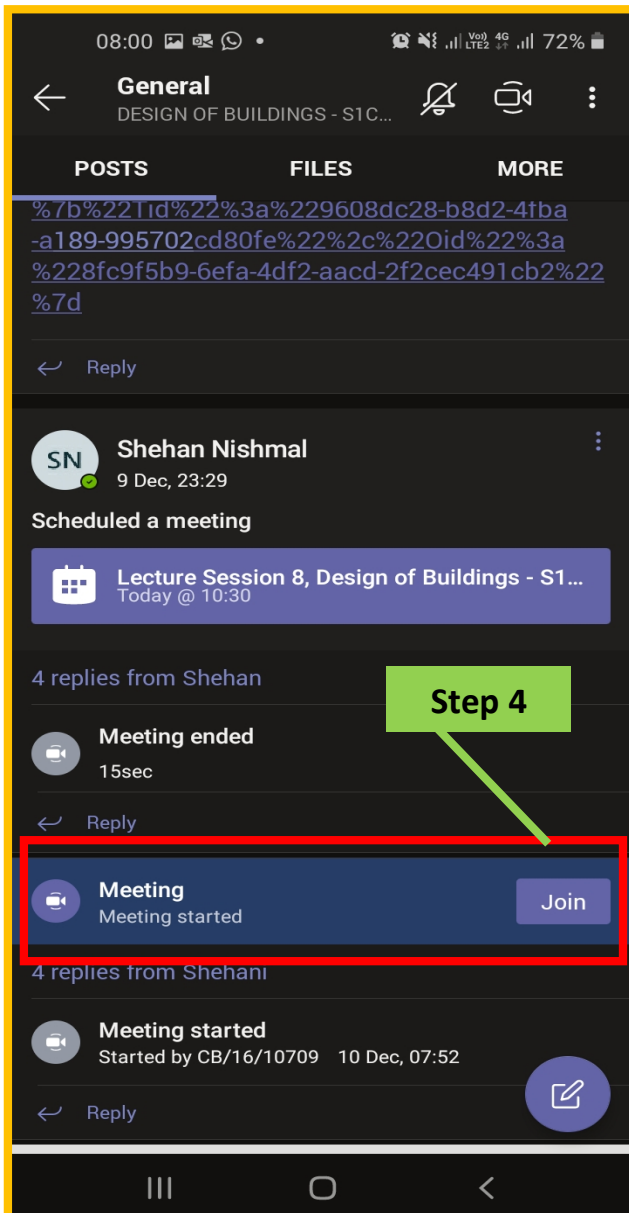 08:00 Vo)) 4G LTE2 72%
General
DESIGN OF BUILDINGS - S1C...
POSTS FILES MORE
%7b%22Tid%22%3a%229608dc28-b8d2-4fba
-a189-995702cd80fe%22%2c%22Oid%22%3a
%228fc9f5b9-6efa-4df2-aacd-2f2cec491cb2%22
%7d
Reply
SN
Shehan Nishmal
9 Dec, 23:29
Scheduled a meeting
Lecture Session 8, Design of Buildings - S1...
Today @ 10:30
4 replies from Shehan
Step 4
Meeting ended
15sec
Reply
Meeting
Meeting started
Join
4 replies from Shehani
Meeting started
Started by CB/16/10709 10 Dec, 07:52
Reply